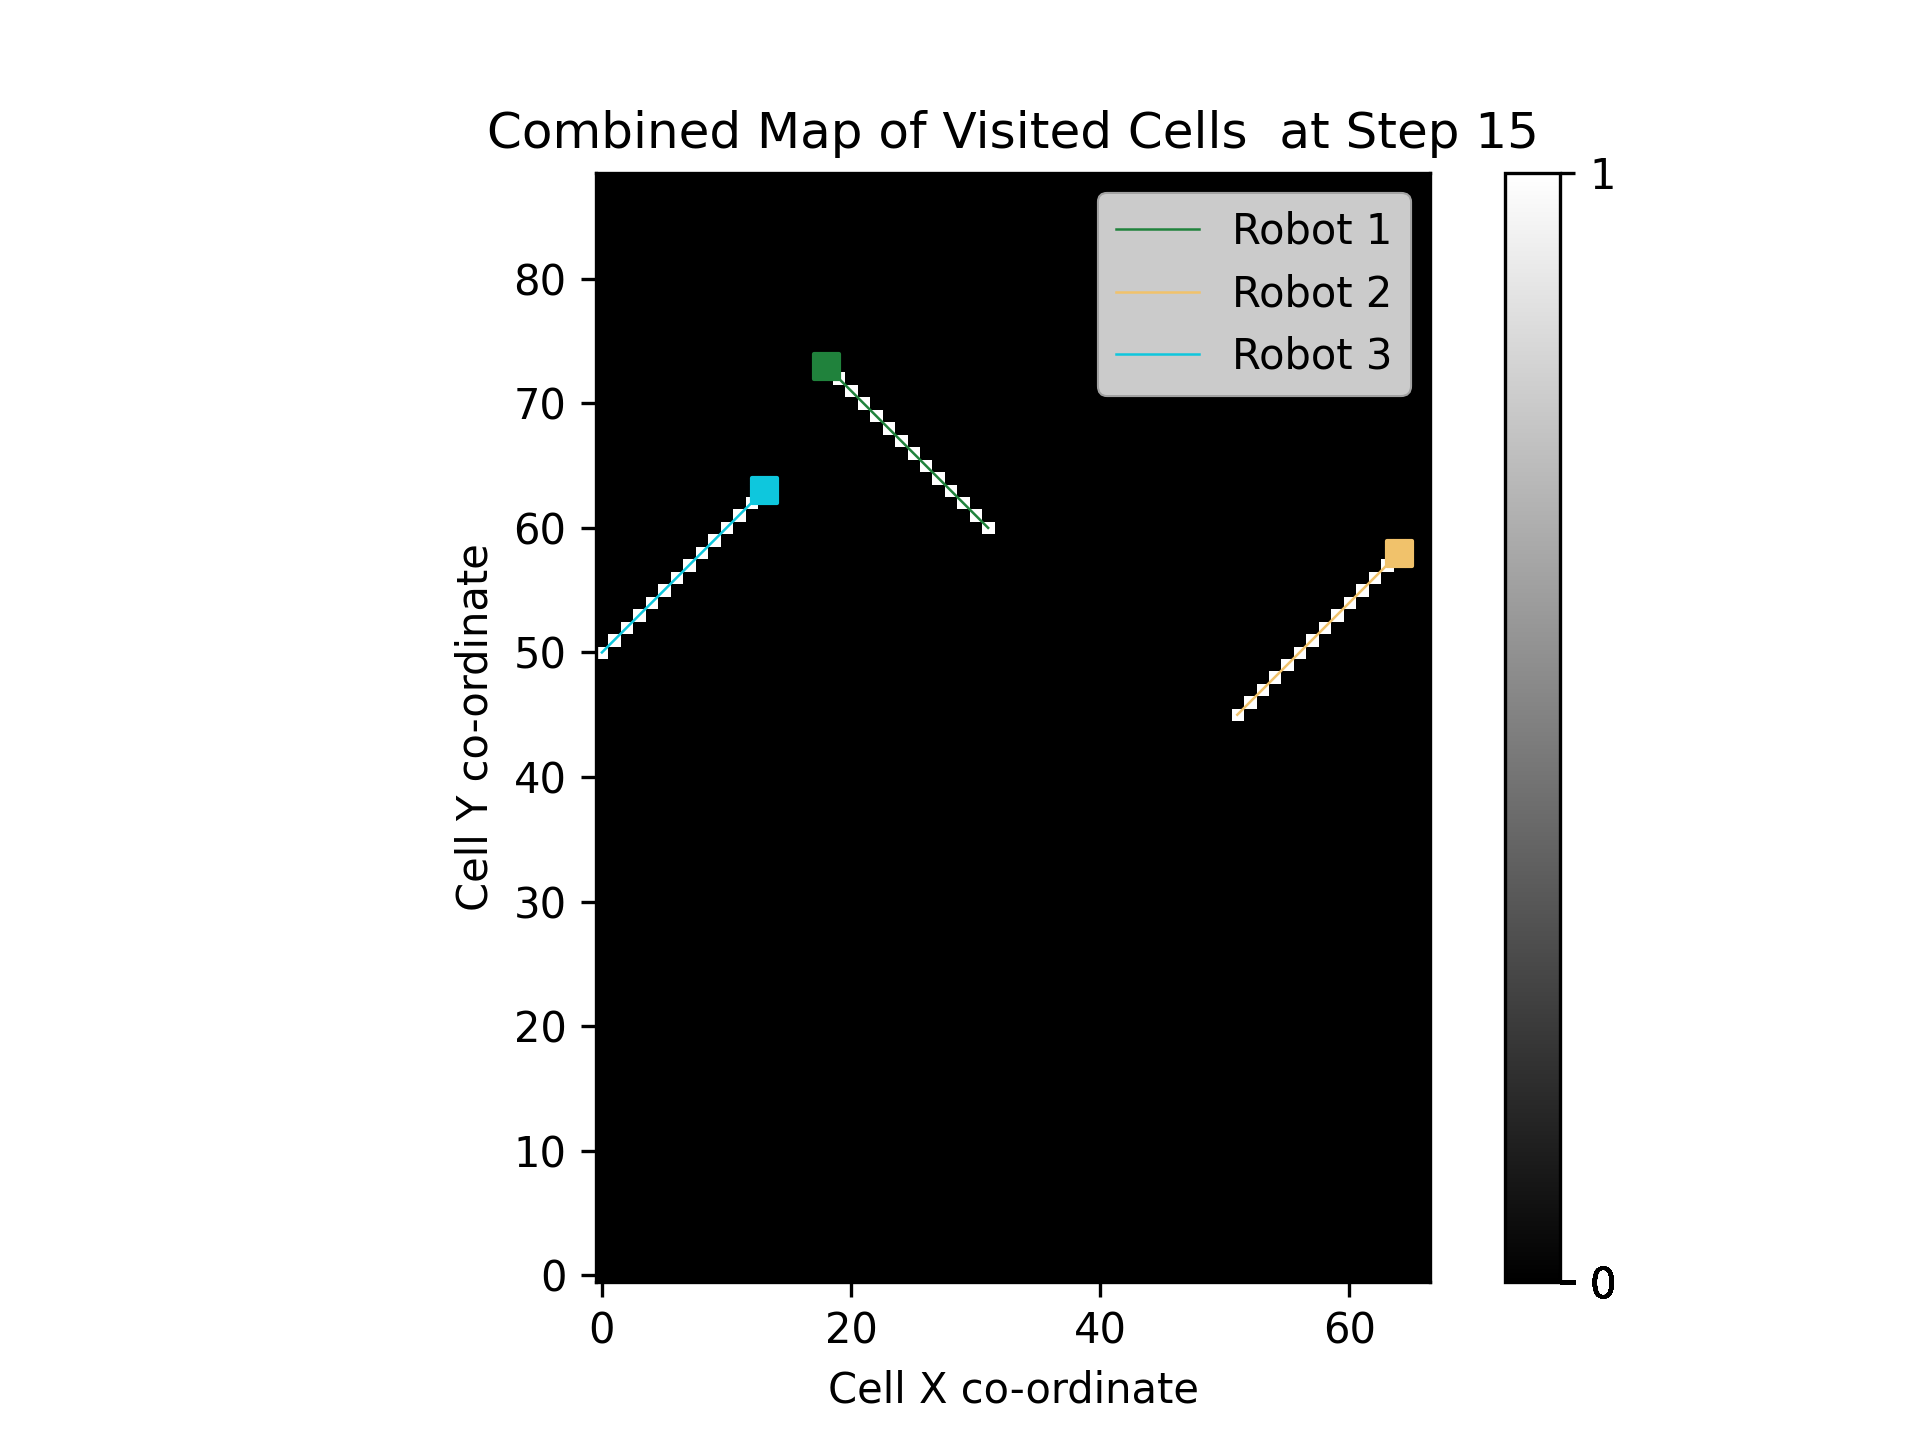 Combined Map of Visited Cells  at Step 15
Robot 1
Robot 2
Robot 3
1
0
80
70
60
50
40
30
20
10
0
Cell Y co-ordinate
0 20 40 60
Cell X co-ordinate